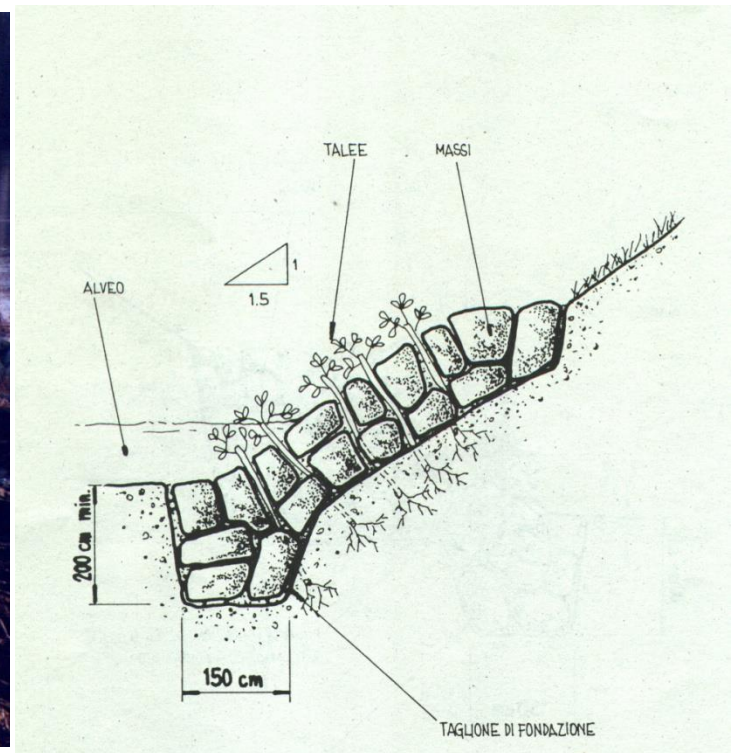 TALEE
MASSI
ALVEO
1
1.5
200 cm min.
150 cm
TAGLIONE DI FONDAZIONE